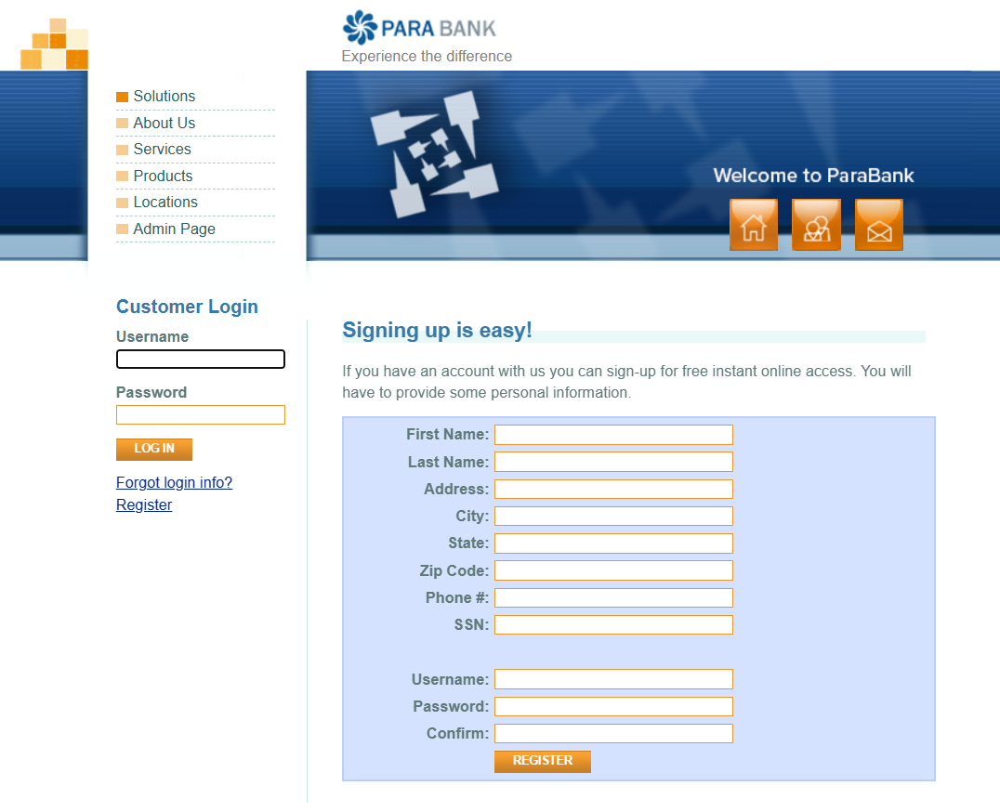 PARA BANK
Experience the difference
Solutions
About Us
Services
Products
Locations
Admin Page
Welcome to ParaBank
Customer Login
Username
Password
LOG IN
Forgot login info?
Register
Signing up is easy!
If you have an account with us you can sign-up for free instant online access. You will
have to provide some personal information.
First Name:
Last Name:
Address:
City:
State:
Zip Code:
Phone #:
SSN:
Username:
Password:
Confirm:
REGISTER